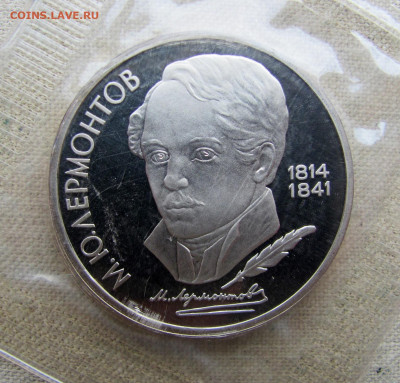 COINS.LAVE.RU
М.Ю.ЛЕРМОНТОВ
1814
1841
М. Лермонтов